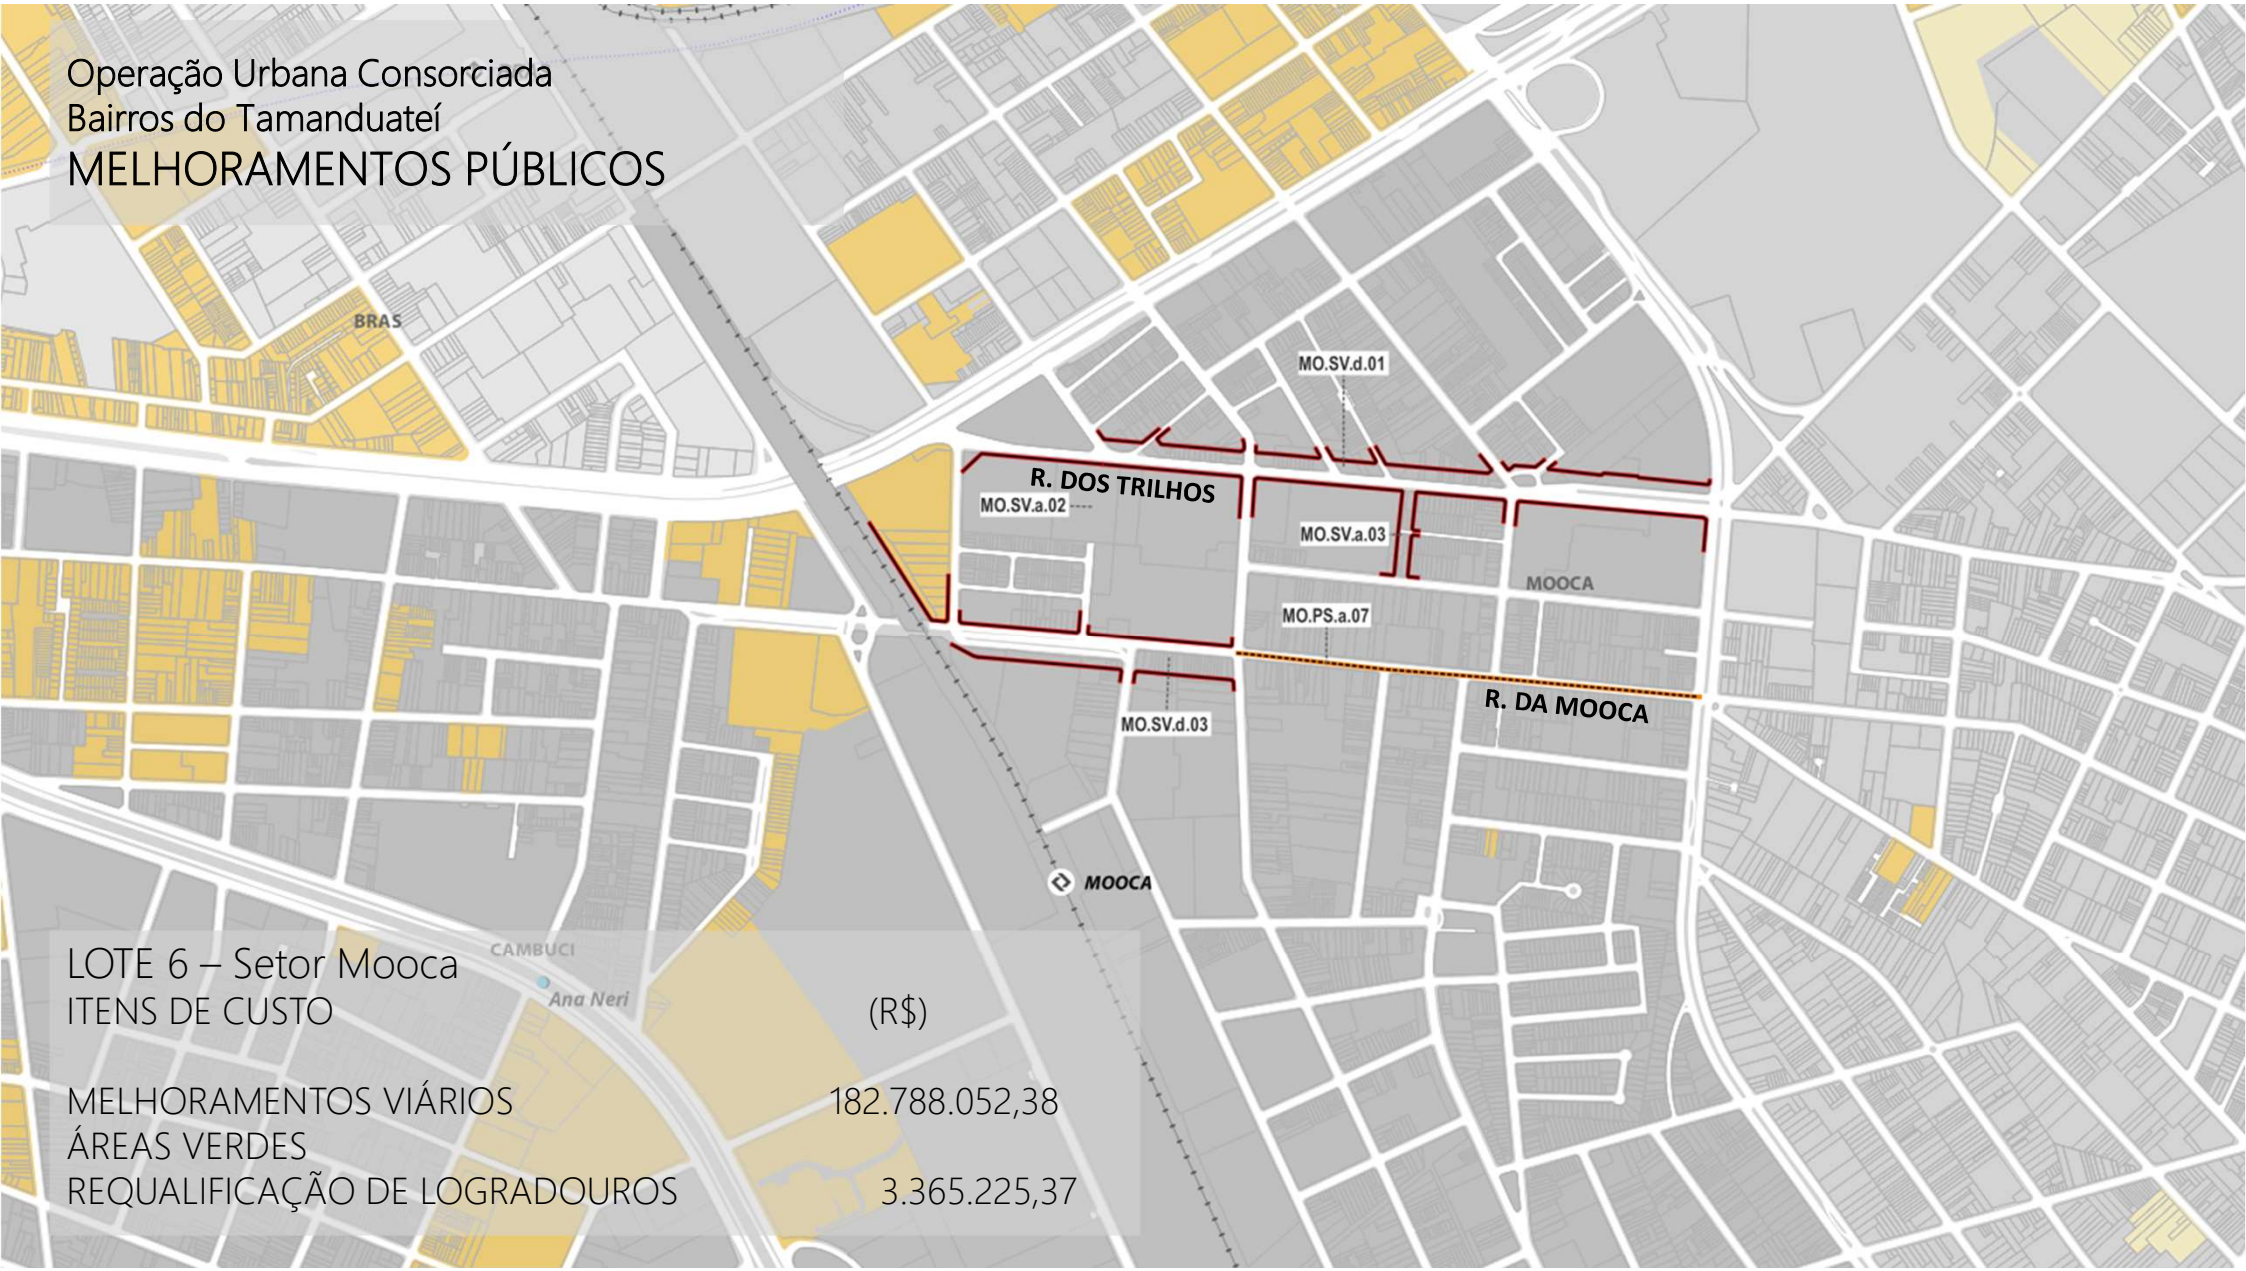 Operação Urbana Consorciada
Bairros do Tamanduateí
MELHORAMENTOS PÚBLICOS
BRAS
MO.SV.d.01
R. DOS TRILHOS
MO.SV.a.02
MO.SV.a.03
MOOCA
MO.PS.a.07
R. DA MOOCA
MO.SV.d.03
MOOCA
CAMBUCI
Ana Neri
LOTE 6 – Setor Mooca
ITENS DE CUSTO (R$)
MELHORAMENTOS VIÁRIOS 182.788.052,38
ÁREAS VERDES
REQUALIFICAÇÃO DE LOGRADOUROS 3.365.225,37